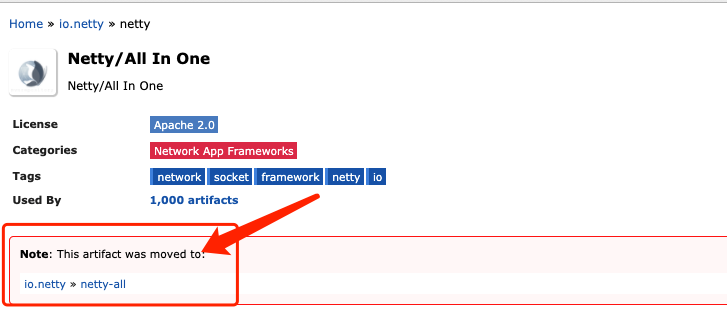 Home » io.netty » netty
Netty/All In One
Netty/All In One
License Apache 2.0
Categories Network App Frameworks
Tags network socket framework netty io
Used By 1,000 artifacts
Note: This artifact was moved to:
io.netty » netty-all